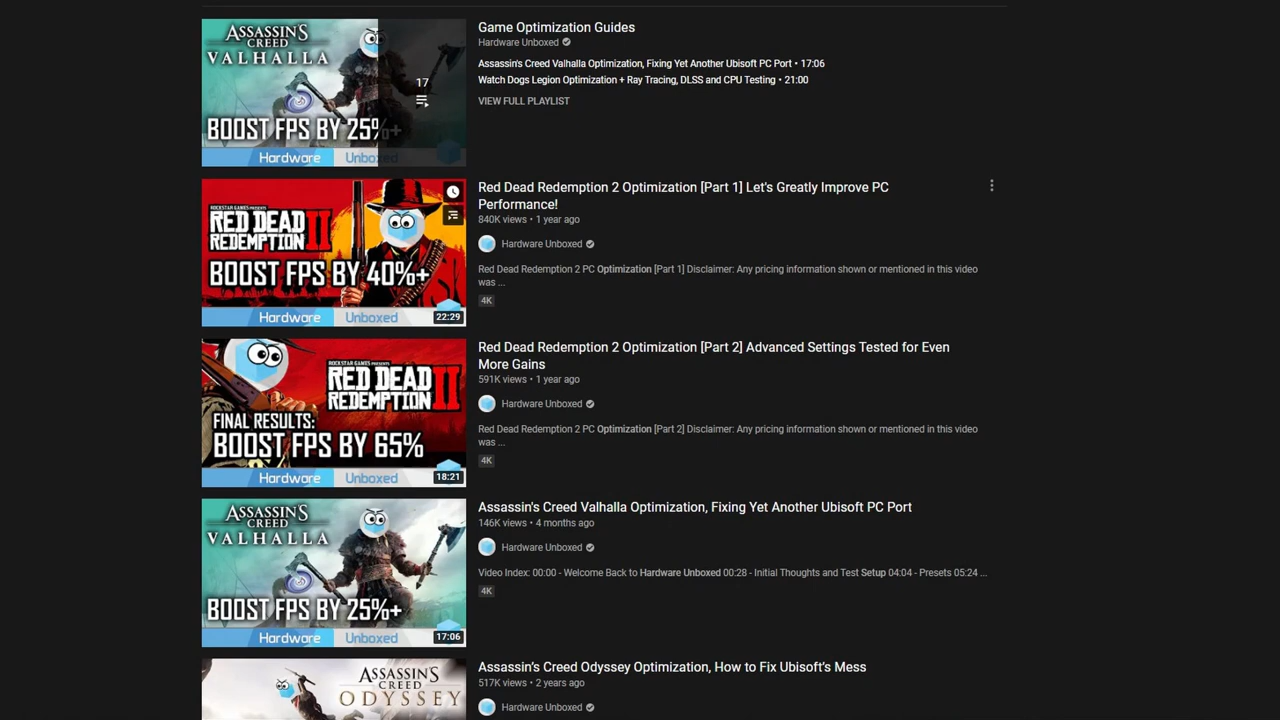 ASSASSIN'S
CREED
VALHALLA
17
BOOST FPS BY 25%+
Hardware Unboxed
Game Optimization Guides
Hardware Unboxed
Assassin's Creed Valhalla Optimization, Fixing Yet Another Ubisoft PC Port • 17:06
Watch Dogs Legion Optimization + Ray Tracing, DLSS and CPU Testing • 21:00
VIEW FULL PLAYLIST
ROCKSTAR GAMES PRESENTS
RED DEAD
REDEMPTION II
BOOST FPS BY 40%+
Hardware Unboxed
22:29
Red Dead Redemption 2 Optimization [Part 1] Let's Greatly Improve PC
Performance!
840K views • 1 year ago
Hardware Unboxed
Red Dead Redemption 2 PC Optimization [Part 1] Disclaimer: Any pricing information shown or mentioned in this video
was ...
4K
ROCKSTAR GAMES PRESENTS
RED DEAD
REDEMPTION II
FINAL RESULTS:
BOOST FPS BY 65%
Hardware Unboxed
18:21
Red Dead Redemption 2 Optimization [Part 2] Advanced Settings Tested for Even
More Gains
591K views • 1 year ago
Hardware Unboxed
Red Dead Redemption 2 PC Optimization [Part 2] Disclaimer: Any pricing information shown or mentioned in this video
was ...
4K
ASSASSIN'S
CREED
VALHALLA
BOOST FPS BY 25%+
Hardware Unboxed
17:06
Assassin's Creed Valhalla Optimization, Fixing Yet Another Ubisoft PC Port
146K views • 4 months ago
Hardware Unboxed
Video Index: 00:00 - Welcome Back to Hardware Unboxed 00:28 - Initial Thoughts and Test Setup 04:04 - Presets 05:24 ...
4K
ASSASSIN'S
CREED
ODYSSEY
Assassin's Creed Odyssey Optimization, How to Fix Ubisoft's Mess
517K views • 2 years ago
Hardware Unboxed